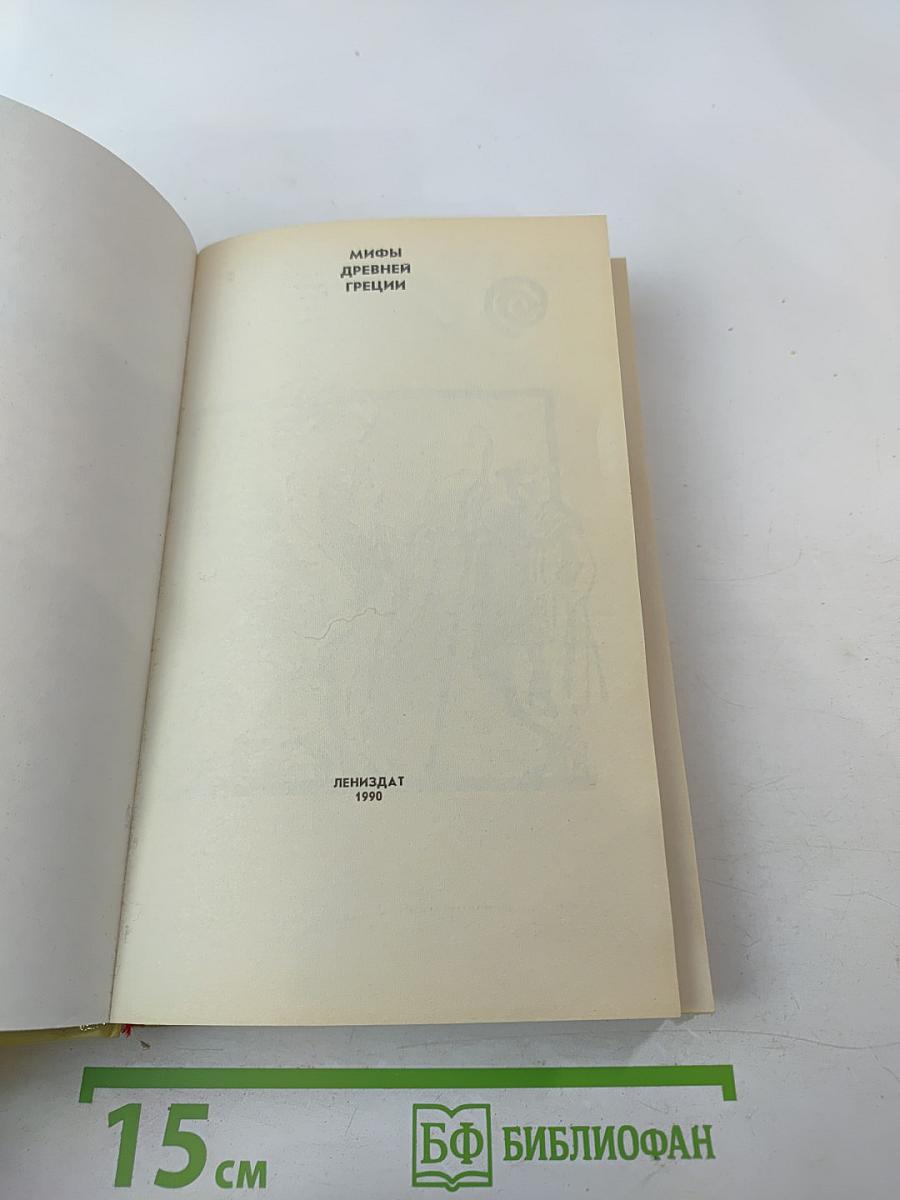 МИФЫ
ДРЕВНЕЙ
ГРЕЦИИ
ЛЕНИЗДАТ
1990
15 см
БФ БИБЛИОФАН